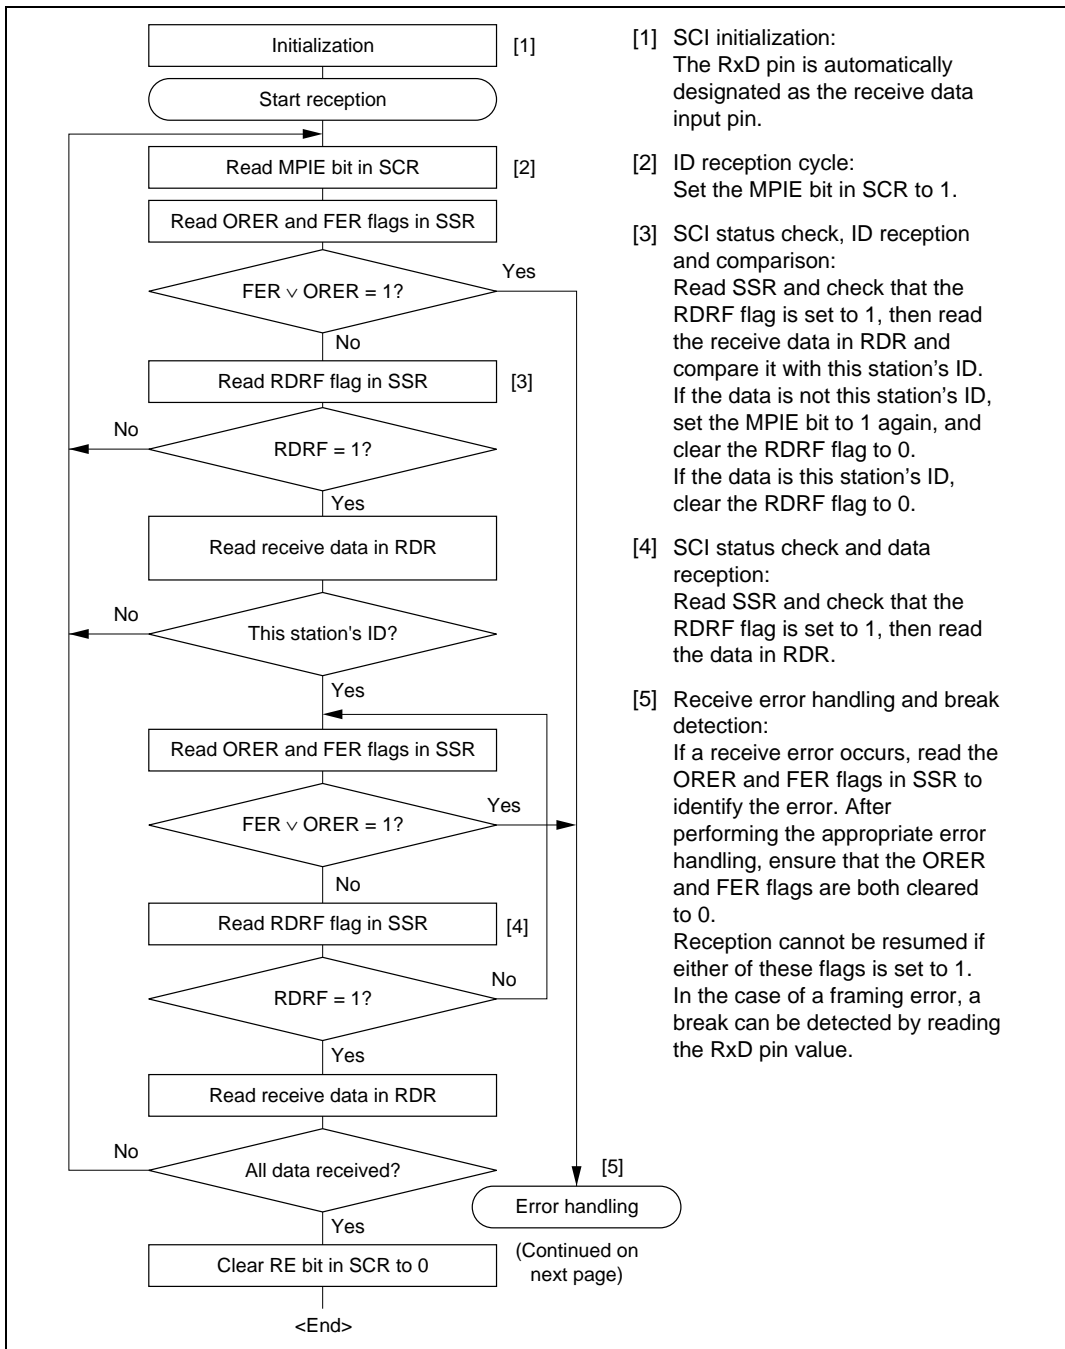 Initialization
[1]
Start reception
Read MPIE bit in SCR
[2]
Read ORER and FER flags in SSR
FER ∨ ORER = 1?
Yes
No
Read RDRF flag in SSR
[3]
No
RDRF = 1?
Yes
Read receive data in RDR
No
This station's ID?
Yes
Read ORER and FER flags in SSR
FER ∨ ORER = 1?
Yes
No
Read RDRF flag in SSR
[4]
RDRF = 1?
No
Yes
Read receive data in RDR
No
All data received?
[5]
Error handling
Yes
(Continued on
next page)
Clear RE bit in SCR to 0
<End>
[1] SCI initialization:
The RxD pin is automatically
designated as the receive data
input pin.
[2] ID reception cycle:
Set the MPIE bit in SCR to 1.
[3] SCI status check, ID reception
and comparison:
Read SSR and check that the
RDRF flag is set to 1, then read
the receive data in RDR and
compare it with this station's ID.
If the data is not this station's ID,
set the MPIE bit to 1 again, and
clear the RDRF flag to 0.
If the data is this station's ID,
clear the RDRF flag to 0.
[4] SCI status check and data
reception:
Read SSR and check that the
RDRF flag is set to 1, then read
the data in RDR.
[5] Receive error handling and break
detection:
If a receive error occurs, read the
ORER and FER flags in SSR to
identify the error. After
performing the appropriate error
handling, ensure that the ORER
and FER flags are both cleared
to 0.
Reception cannot be resumed if
either of these flags is set to 1.
In the case of a framing error, a
break can be detected by reading
the RxD pin value.